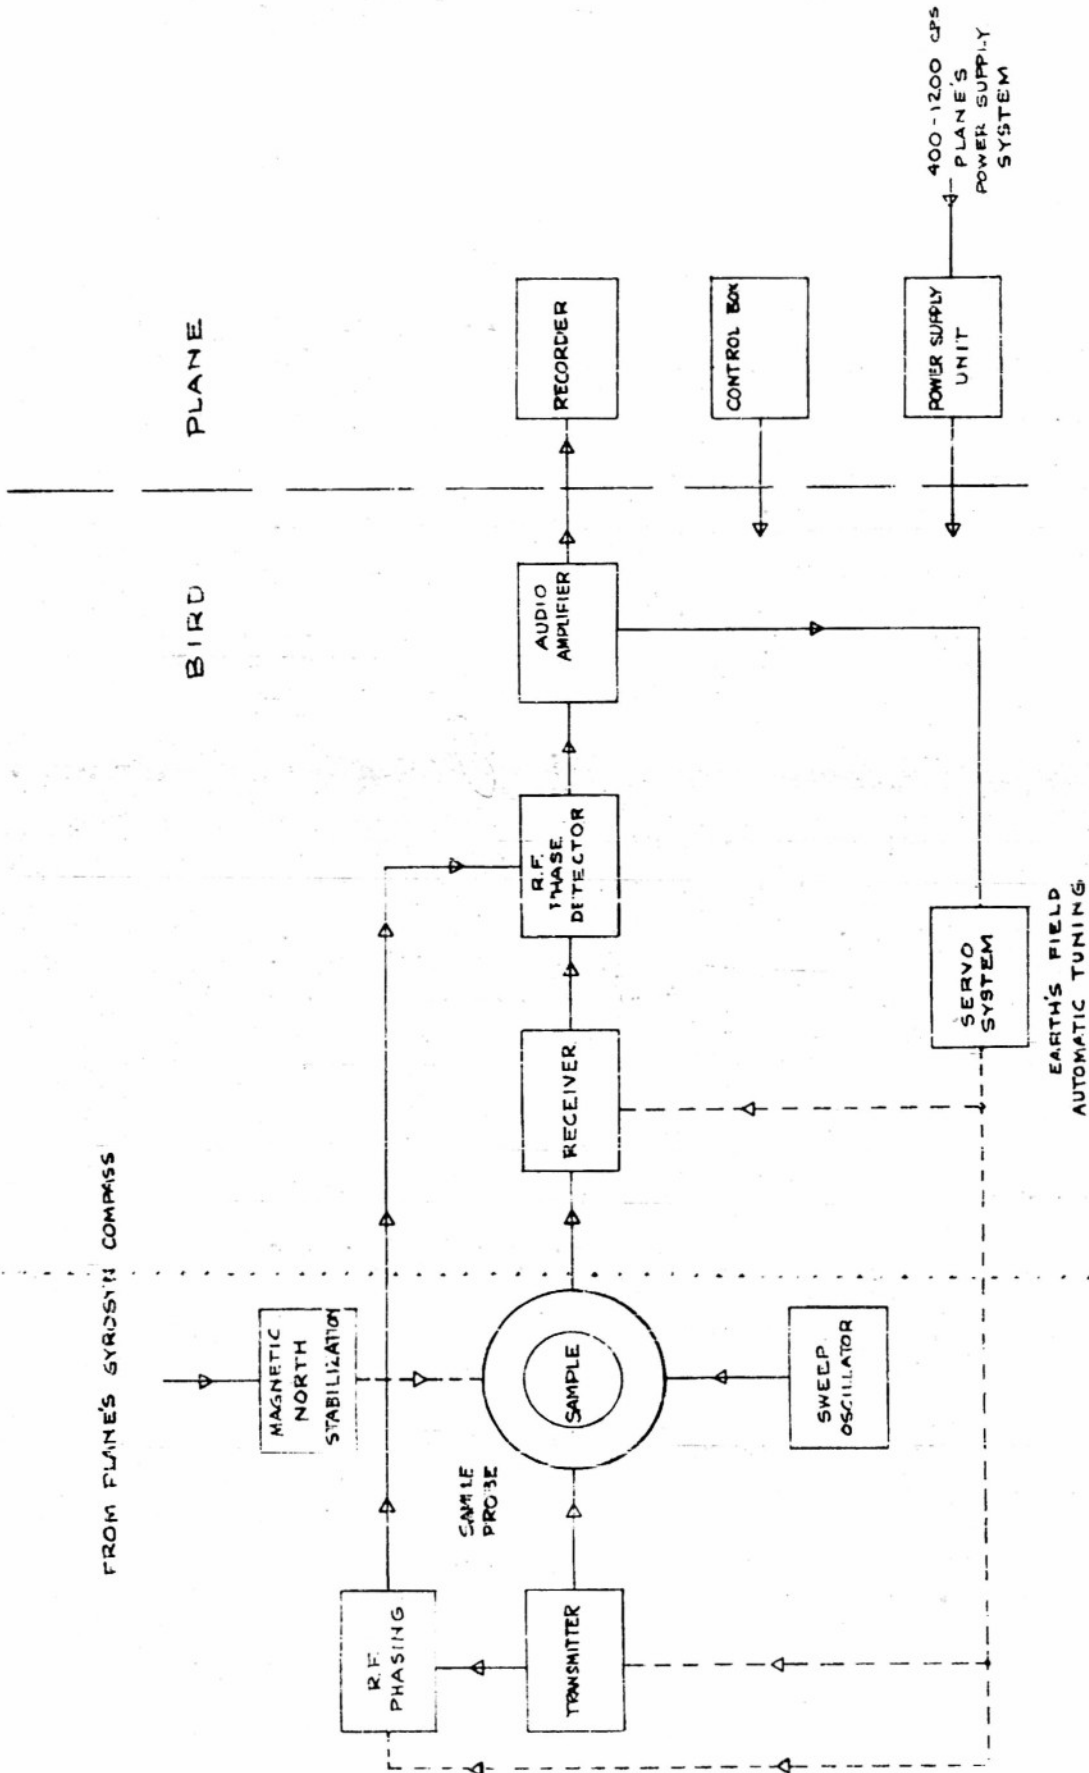 FROM PLANE'S GYROSYN COMPASS
BIRD
PLANE
R.F.
PHASING
MAGNETIC
NORTH
STABILIZATION
SAMPLE
PROBE
TRANSMITTER
SAMPLE
RECEIVER
R.F.
PHASE
DETECTOR
AUDIO
AMPLIFIER
RECORDER
SWEEP
OSCILLATOR
CONTROL BOX
SERVO
SYSTEM
EARTH'S FIELD
AUTOMATIC TUNING
POWER SUPPLY
UNIT
400-1200 CPS
PLANE'S
POWER SUPPLY
SYSTEM